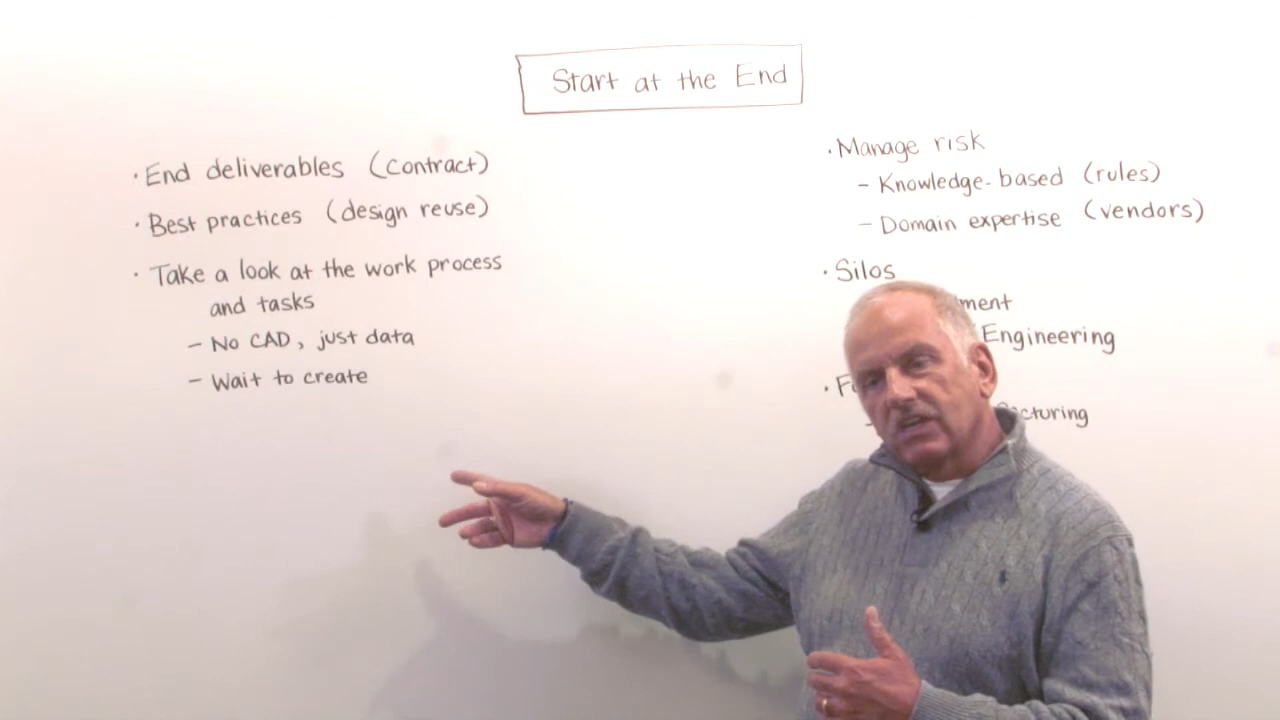 Start at the End
· End deliverables (contract)
· Best practices (design reuse)
· Take a look at the work process
and tasks
- No CAD, just data
- Wait to create
· Manage risk
- Knowledge-based (rules)
- Domain expertise (vendors)
· Silos
Engineering